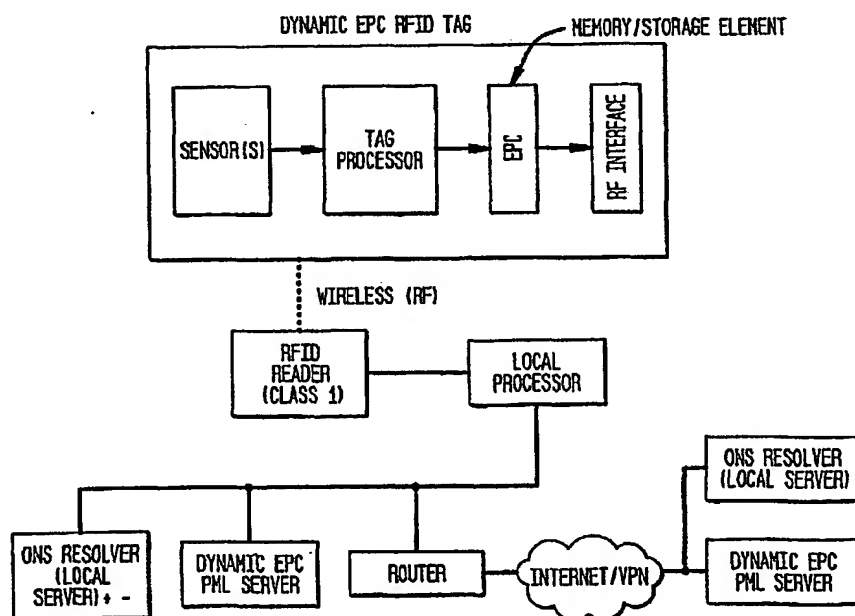 DYNAMIC EPC RFID TAG
MEMORY/STORAGE ELEMENT
SENSOR(S)
TAG
PROCESSOR
EPC
RF INTERFACE
WIRELESS (RF)
RFID
READER
(CLASS 1)
LOCAL
PROCESSOR
ONS RESOLVER
(LOCAL SERVER)
ONS RESOLVER
(LOCAL
SERVER) + -
DYNAMIC EPC
PML SERVER
ROUTER
INTERNET/VPN
DYNAMIC EPC
PML SERVER